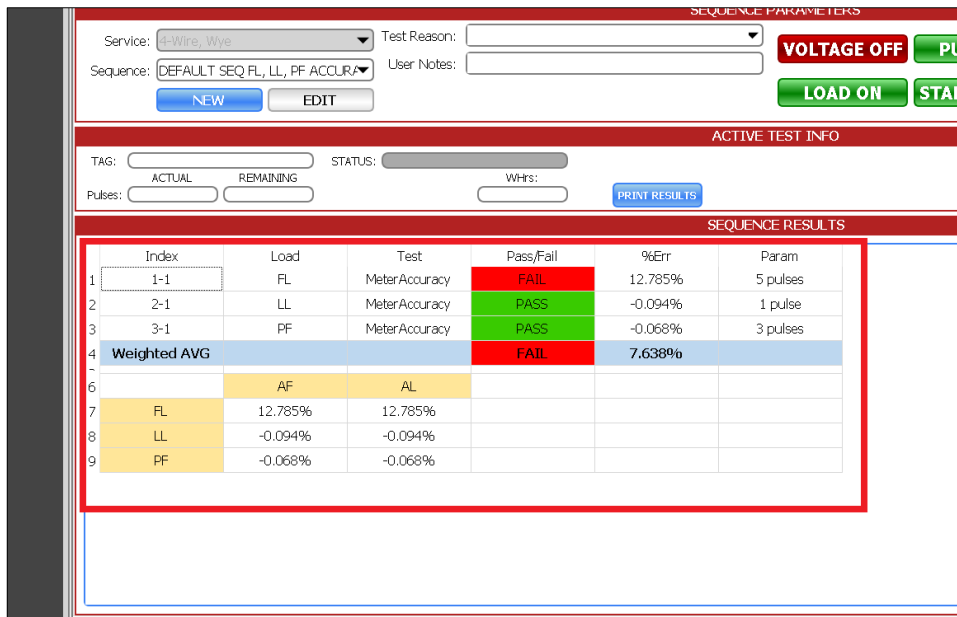 SEQUENCE PARAMETERS
Service: 4-Wire, Wye Test Reason:
VOLTAGE OFF PU
Sequence: DEFAULT SEQ FL, LL, PF ACCURA User Notes:
NEW EDIT LOAD ON STA
ACTIVE TEST INFO
TAG: STATUS:
ACTUAL REMAINING WHrs:
Pulses: PRINT RESULTS
SEQUENCE RESULTS
Index Load Test Pass/Fail %Err Param
1 1-1 FL MeterAccuracy FAIL 12.785% 5 pulses
2 2-1 LL MeterAccuracy PASS -0.094% 1 pulse
3 3-1 PF MeterAccuracy PASS -0.068% 3 pulses
4 Weighted AVG FAIL 7.638%
6 AF AL
7 FL 12.785% 12.785%
8 LL -0.094% -0.094%
9 PF -0.068% -0.068%